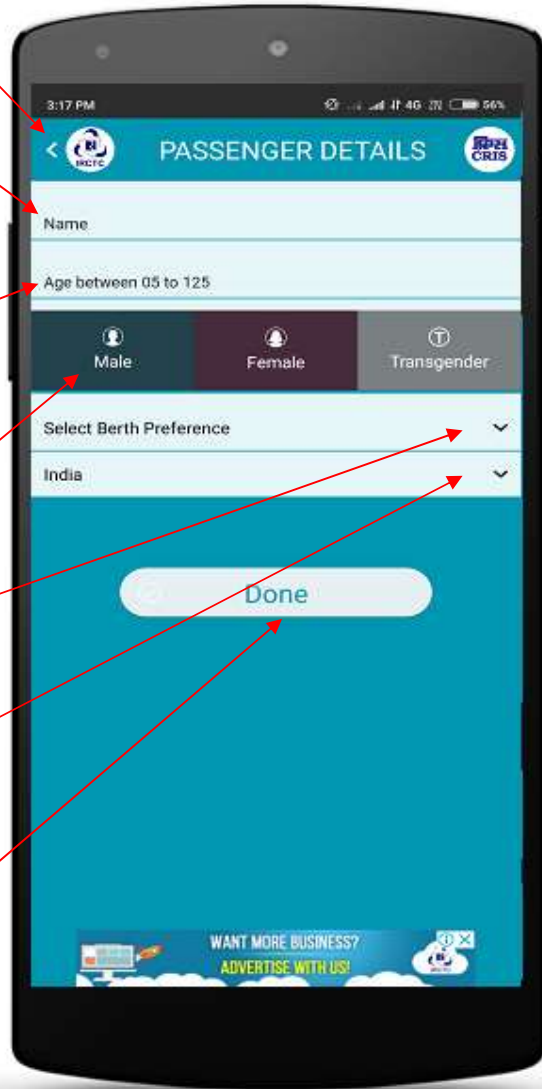 3:17 PM 4G 56%
IRCTC PASSENGER DETAILS क्रिस CRIS
Name
Age between 05 to 125
Male Female T Transgender
Select Berth Preference
India
Done
WANT MORE BUSINESS?
ADVERTISE WITH US!